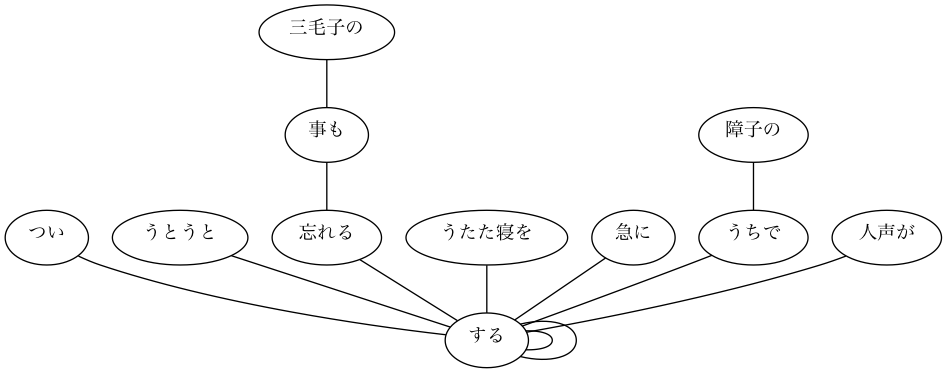 三毛子の
事も
障子の
つい
うとうと
忘れる
うたた寝を
急に
うちで
人声が
する